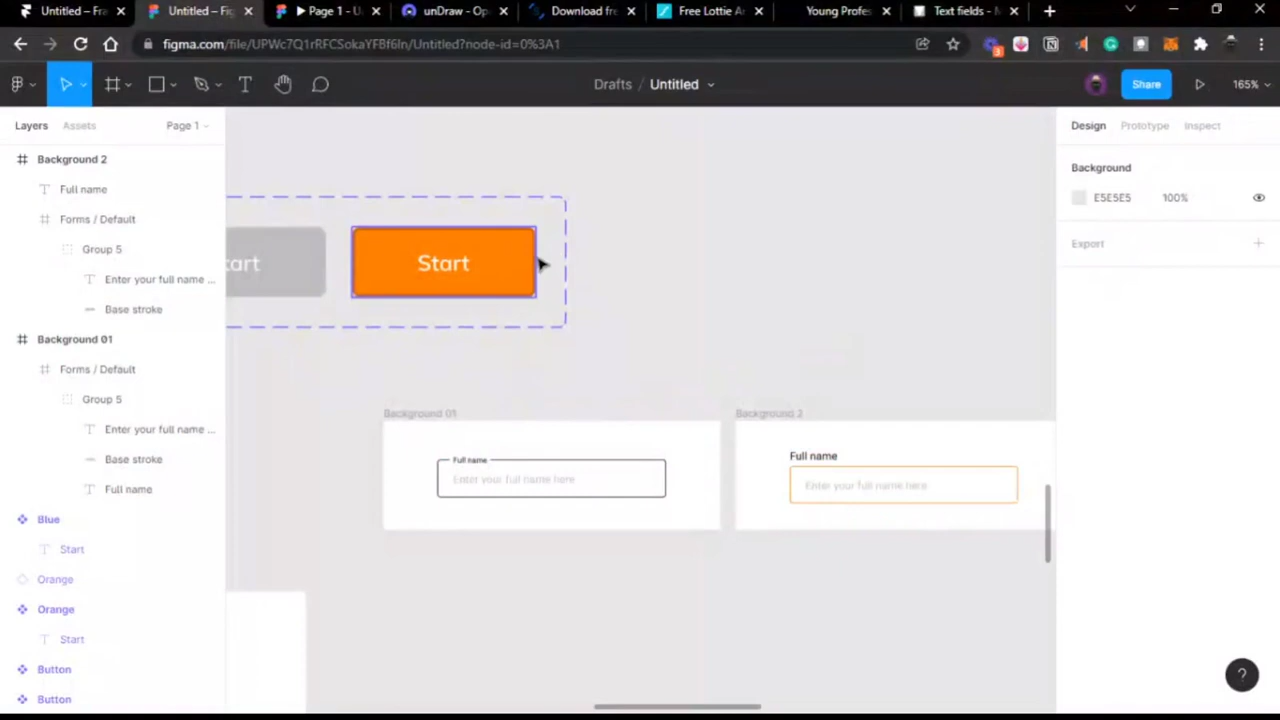 Untitled – Fra
Untitled – Fig
Page 1 – U
unDraw - Op
Download fre
Free Lottie A
Young Profes
Text fields - M
figma.com/file/UPWc7Q1rRFCSokaYFBf6ln/Untitled?node-id=0%3A1
3
Drafts / Untitled
Share
165%
Layers
Assets
Page 1
Design
Prototype
Inspect
Background 2
Full name
Forms / Default
Group 5
Enter your full name ...
Base stroke
Background 01
Forms / Default
Group 5
Enter your full name ...
Base stroke
Full name
Blue
Start
Orange
Orange
Start
Button
Button
tart
Start
Background 01
Full name
Enter your full name here
Background 2
Full name
Enter your full name here
Background
E5E5E5
100%
Export
?